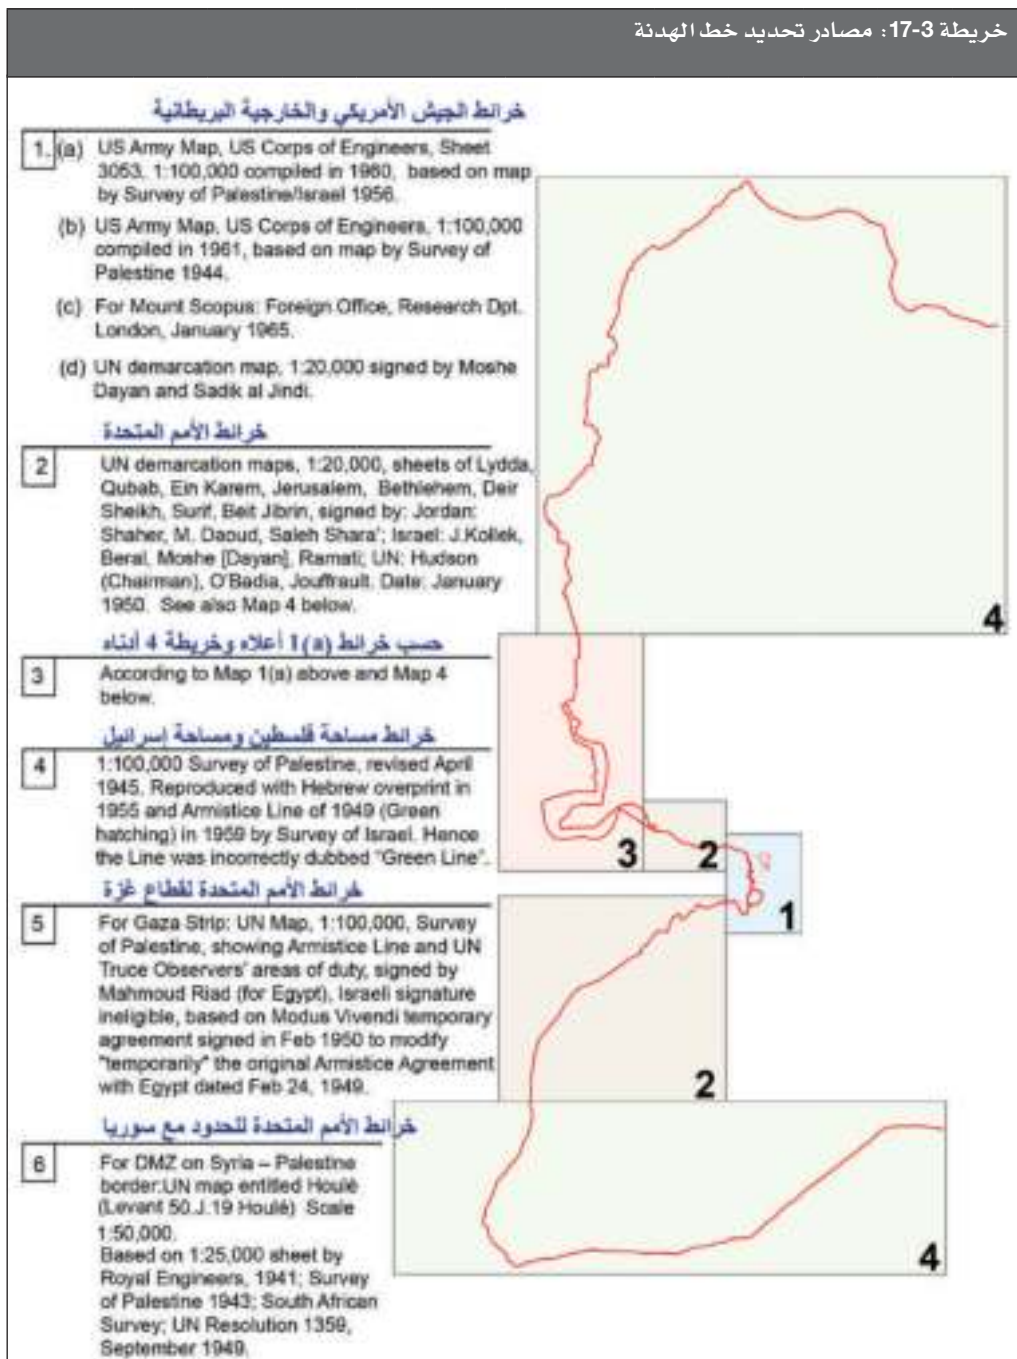 خريطة 3-17: مصادر تحديد خط الهدنة
خرائط الجيش الأمريكي والخارجية البريطانية
1. (a) US Army Map, US Corps of Engineers, Sheet
3053, 1:100,000 compiled in 1960, based on map
by Survey of Palestine/Israel 1956.
(b) US Army Map, US Corps of Engineers, 1:100,000
compiled in 1961, based on map by Survey of
Palestine 1944.
(c) For Mount Scopus: Foreign Office, Research Dpt.
London, January 1965.
(d) UN demarcation map, 1:20,000 signed by Moshe
Dayan and Sadik al Jindi.
خرائط الأمم المتحدة
2
UN demarcation maps, 1:20,000, sheets of Lydda,
Qubab, Ein Karem, Jerusalem, Bethlehem, Deir
Sheikh, Surif, Beit Jibrin, signed by: Jordan:
Shaher, M. Daoud, Saleh Shara'; Israel: J.Kollek,
Beral, Moshe [Dayan], Ramati; UN: Hudson
(Chairman), O'Badia, Jouffrault. Date: January
1950. See also Map 4 below.
حسب خرائط 1(a) أعلاه وخريطة 4 أدناه
3
According to Map 1(a) above and Map 4
below.
خرائط مساحة فلسطين ومساحة إسرائيل
4
1:100,000 Survey of Palestine, revised April
1945. Reproduced with Hebrew overprint in
1955 and Armistice Line of 1949 (Green
hatching) in 1959 by Survey of Israel. Hence
the Line was incorrectly dubbed "Green Line".
خرائط الأمم المتحدة لقطاع غزة
5
For Gaza Strip: UN Map, 1:100,000, Survey
of Palestine, showing Armistice Line and UN
Truce Observers' areas of duty, signed by
Mahmoud Riad (for Egypt), Israeli signature
ineligible, based on Modus Vivendi temporary
agreement signed in Feb 1950 to modify
"temporarily" the original Armistice Agreement
with Egypt dated Feb 24, 1949.
خرائط الأمم المتحدة للحدود مع سوريا
6
For DMZ on Syria – Palestine
border:UN map entitled Houlé
(Levant 50.J.19 Houlé) Scale
1:50,000.
Based on 1:25,000 sheet by
Royal Engineers, 1941; Survey
of Palestine 1943; South African
Survey; UN Resolution 1359,
September 1949.
4
3
2
1
2
4